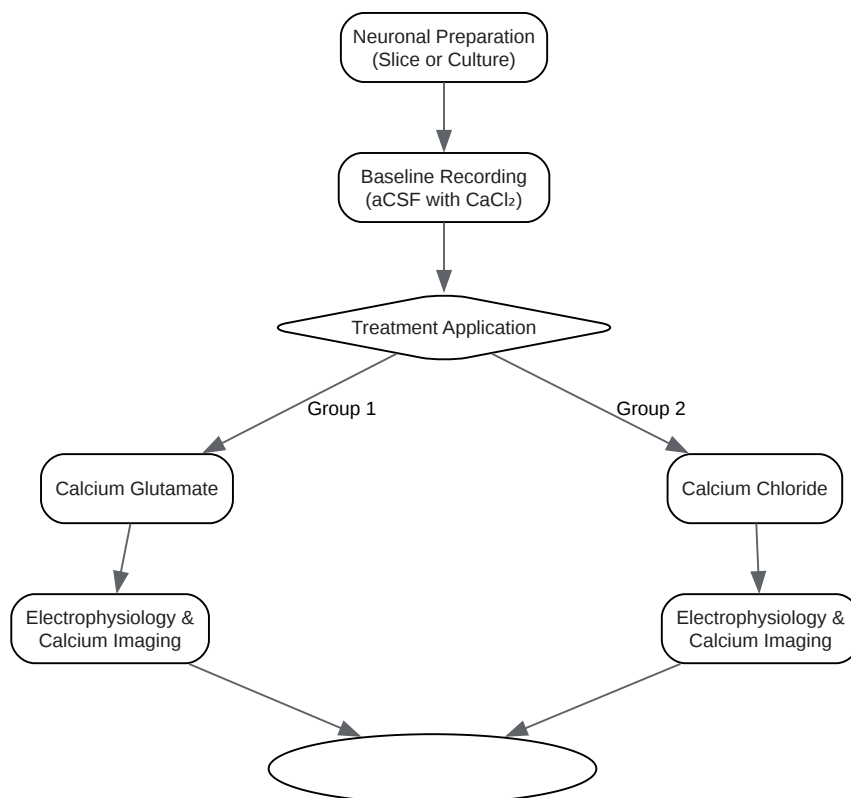 Neuronal Preparation
(Slice or Culture)
Baseline Recording
(aCSF with CaCl₂)
Treatment Application
Group 1
Group 2
Calcium Glutamate
Calcium Chloride
Electrophysiology &
Calcium Imaging
Electrophysiology &
Calcium Imaging